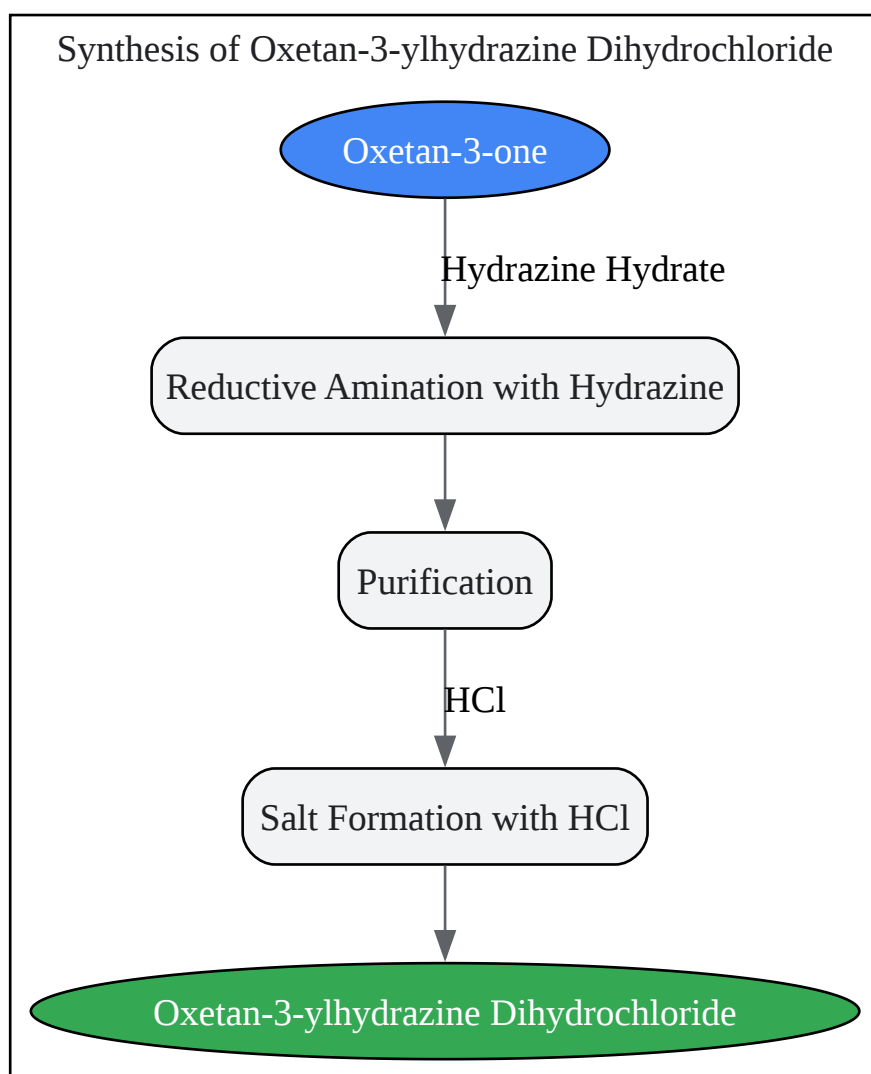 Synthesis of Oxetan-3-ylhydrazine Dihydrochloride
Oxetan-3-one
Hydrazine Hydrate
Reductive Amination with Hydrazine
Purification
HCl
Salt Formation with HCl
Oxetan-3-ylhydrazine Dihydrochloride